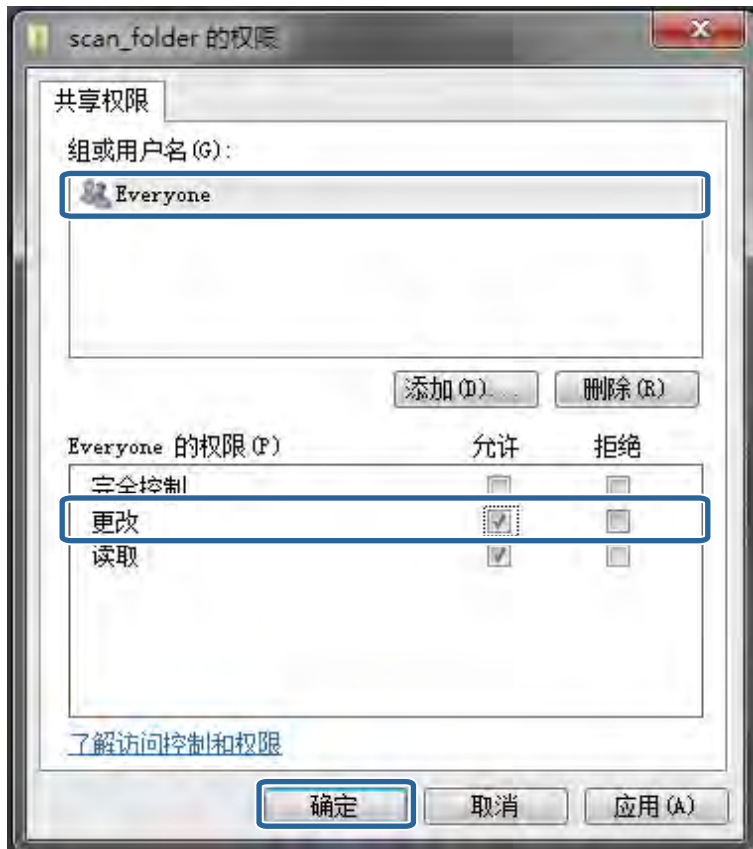 scan_folder 的权限
共享权限
组或用户名(G):
Everyone
添加(D)... 删除(R)
Everyone 的权限(P) 允许 拒绝
完全控制
更改
读取
了解访问控制和权限
确定 取消 应用(A)